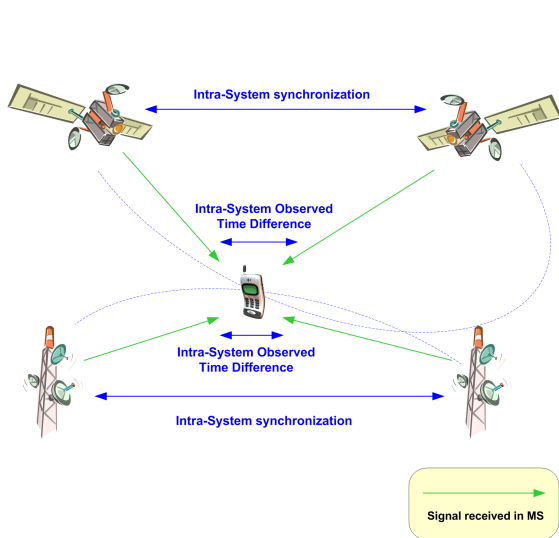 Intra-System synchronization
Intra-System Observed
Time Difference
Intra-System Observed
Time Difference
Intra-System synchronization
Signal received in MS